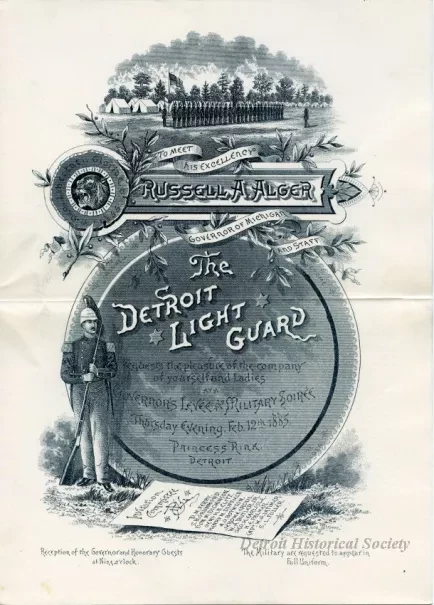 "TO MEET
HIS EXCELLENCY"
RUSSELL A. ALGER
GOVERNOR OF MICHIGAN
AND STAFF
The
DETROIT
LIGHT
GUARD
Requests the pleasure of the company
of yourself and Ladies
AT
GOVERNOR'S LEVEE & MILITARY SOIRÉE
Thursday Evening, Feb. 12th 1885.
PRINCESS RINK
DETROIT.
Invitation
Committee
Reception of the Governor and Honorary Guests
at Nine o'clock.
The Military are requested to appear in
Full Uniform.
Detroit Historical Society